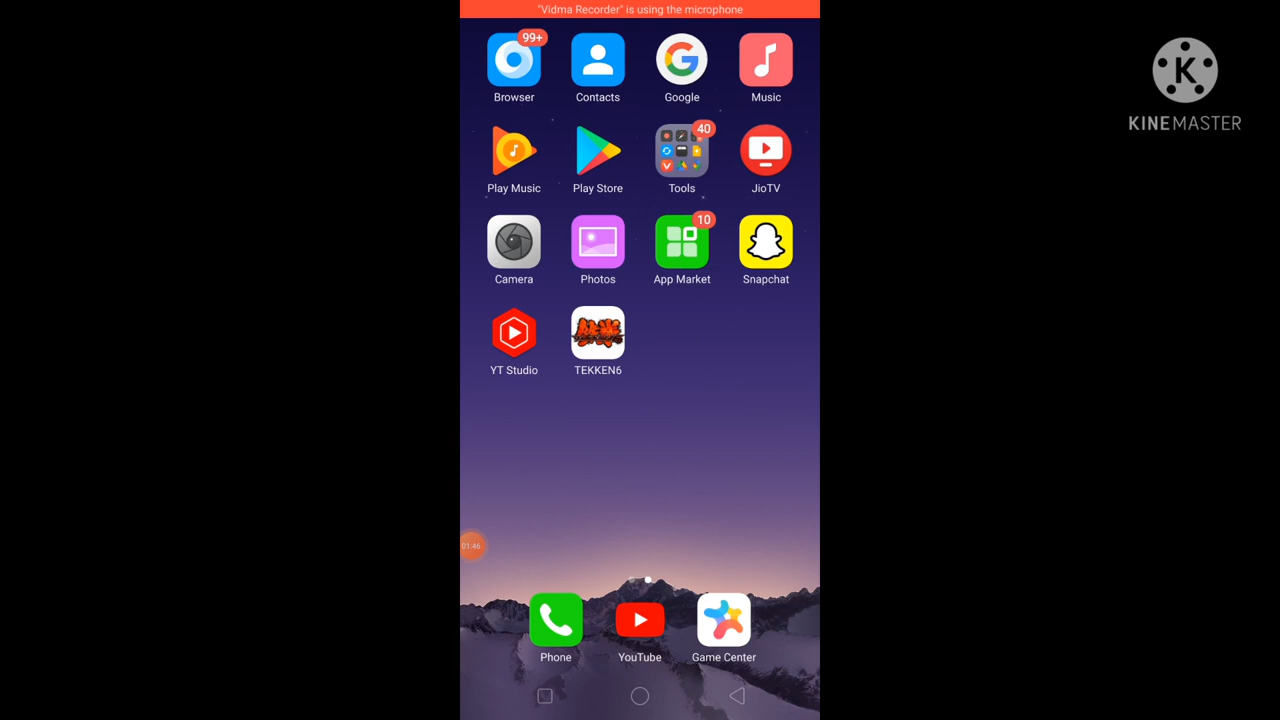 "Vidma Recorder" is using the microphone
99+
Browser Contacts Google Music
40
Play Music Play Store Tools JioTV
10
Camera Photos App Market Snapchat
YT Studio TEKKEN6
01:46
Phone YouTube Game Center
K
KINEMASTER